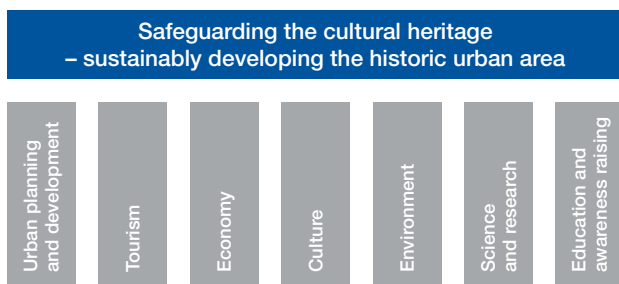 Safeguarding the cultural heritage
– sustainably developing the historic urban area
Urban planning
and development
Tourism
Economy
Culture
Environment
Science
and research
Education and
awareness raising